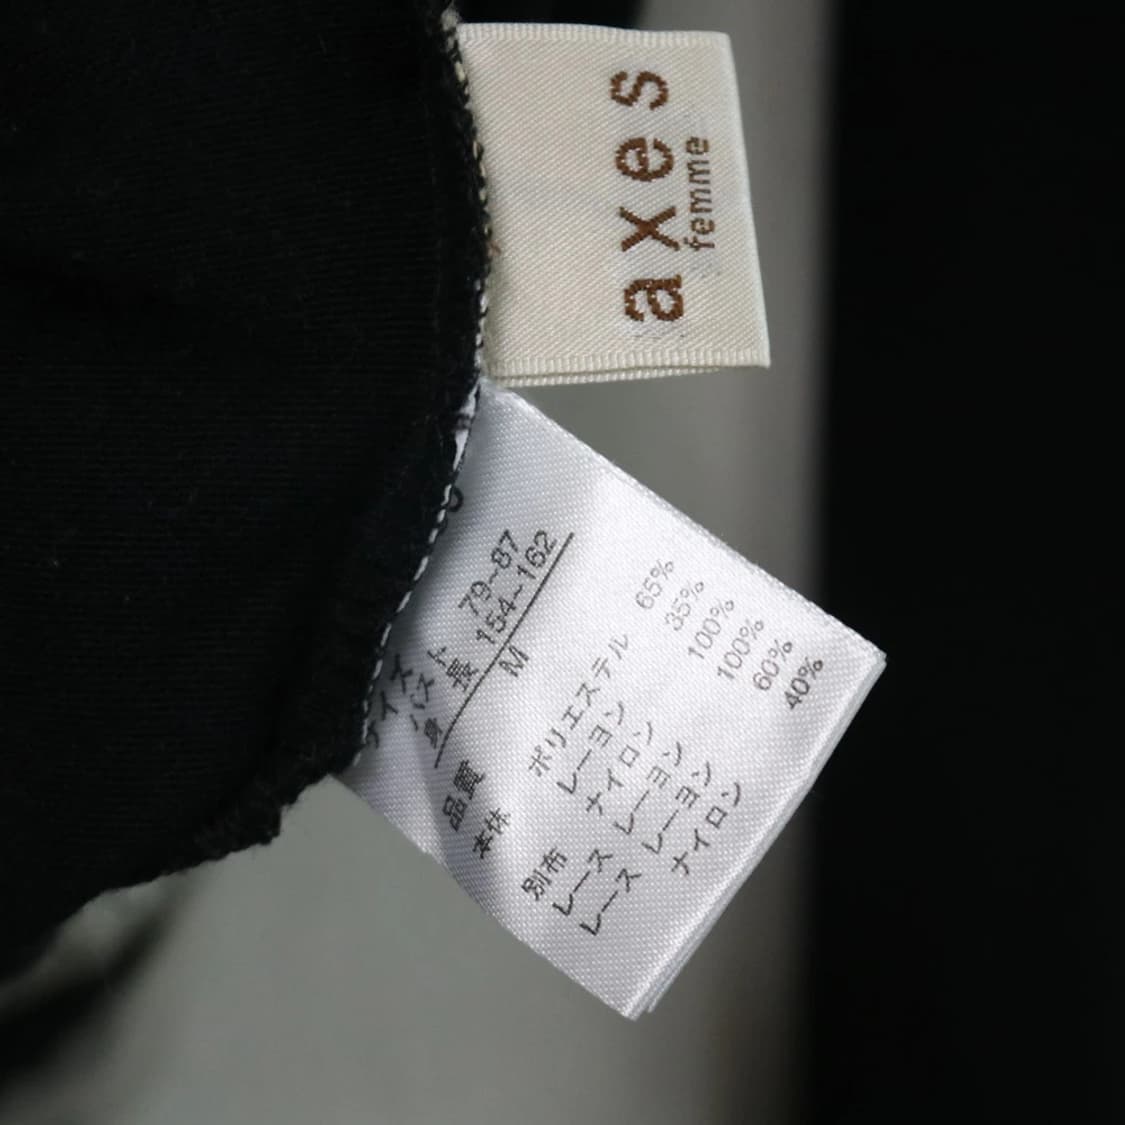 axes
femme
サイズ
バスト 79~87
身長 154~162
M
品質
本体 ポリエステル 65%
レーヨン 35%
別布 ナイロン 100%
レース レーヨン 100%
レース レーヨン 60%
ナイロン 40%